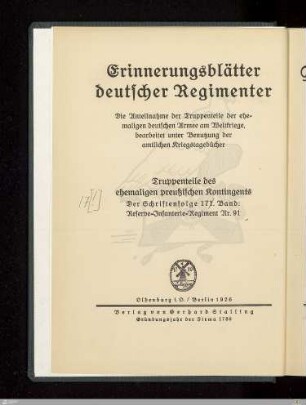 Erinnerungsblätter
deutscher Regimenter
Die Anteilnahme der Truppenteile der ehe-
maligen deutschen Armee am Weltkriege,
bearbeitet unter Benutzung der
amtlichen Kriegstagebücher
Truppenteile des
ehemaligen preußischen Kontingents
Der Schriftenfolge 171. Band:
Reserve-Infanterie-Regiment Nr. 91
Oldenburg i. O. / Berlin 1926
Verlag von Gerhard Stalling
Gründungsjahr der Firma 1789